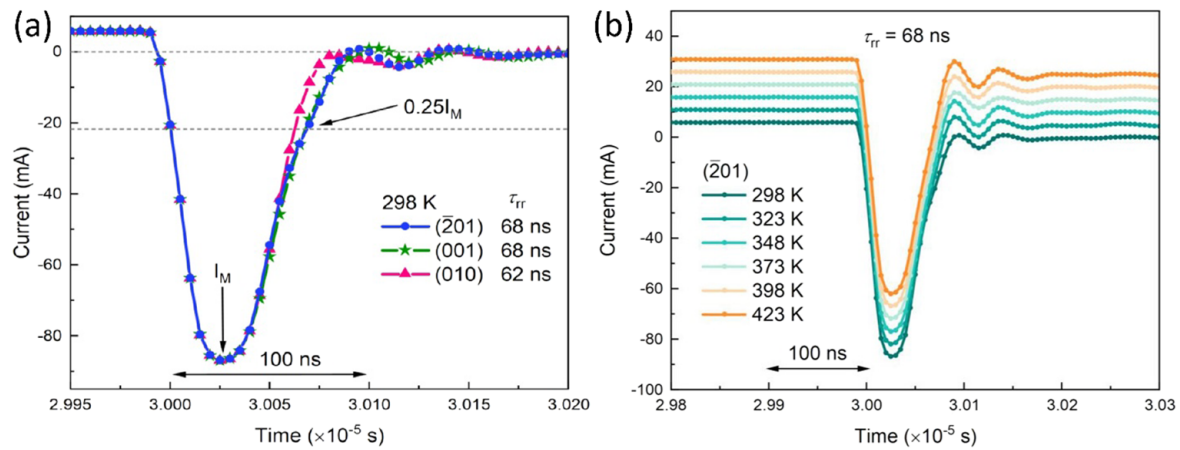 (a)
0
-20
-40
-60
-80
Current (mA)
0.25I_M
298 K τ_rr
(2̅01) 68 ns
(001) 68 ns
(010) 62 ns
I_M
100 ns
2.995 3.000 3.005 3.010 3.015 3.020
Time (×10⁻⁵ s)
(b)
τ_rr = 68 ns
40
20
0
-20
-40
-60
-80
-100
Current (mA)
(2̅01)
298 K
323 K
348 K
373 K
398 K
423 K
100 ns
2.98 2.99 3.00 3.01 3.02 3.03
Time (×10⁻⁵ s)